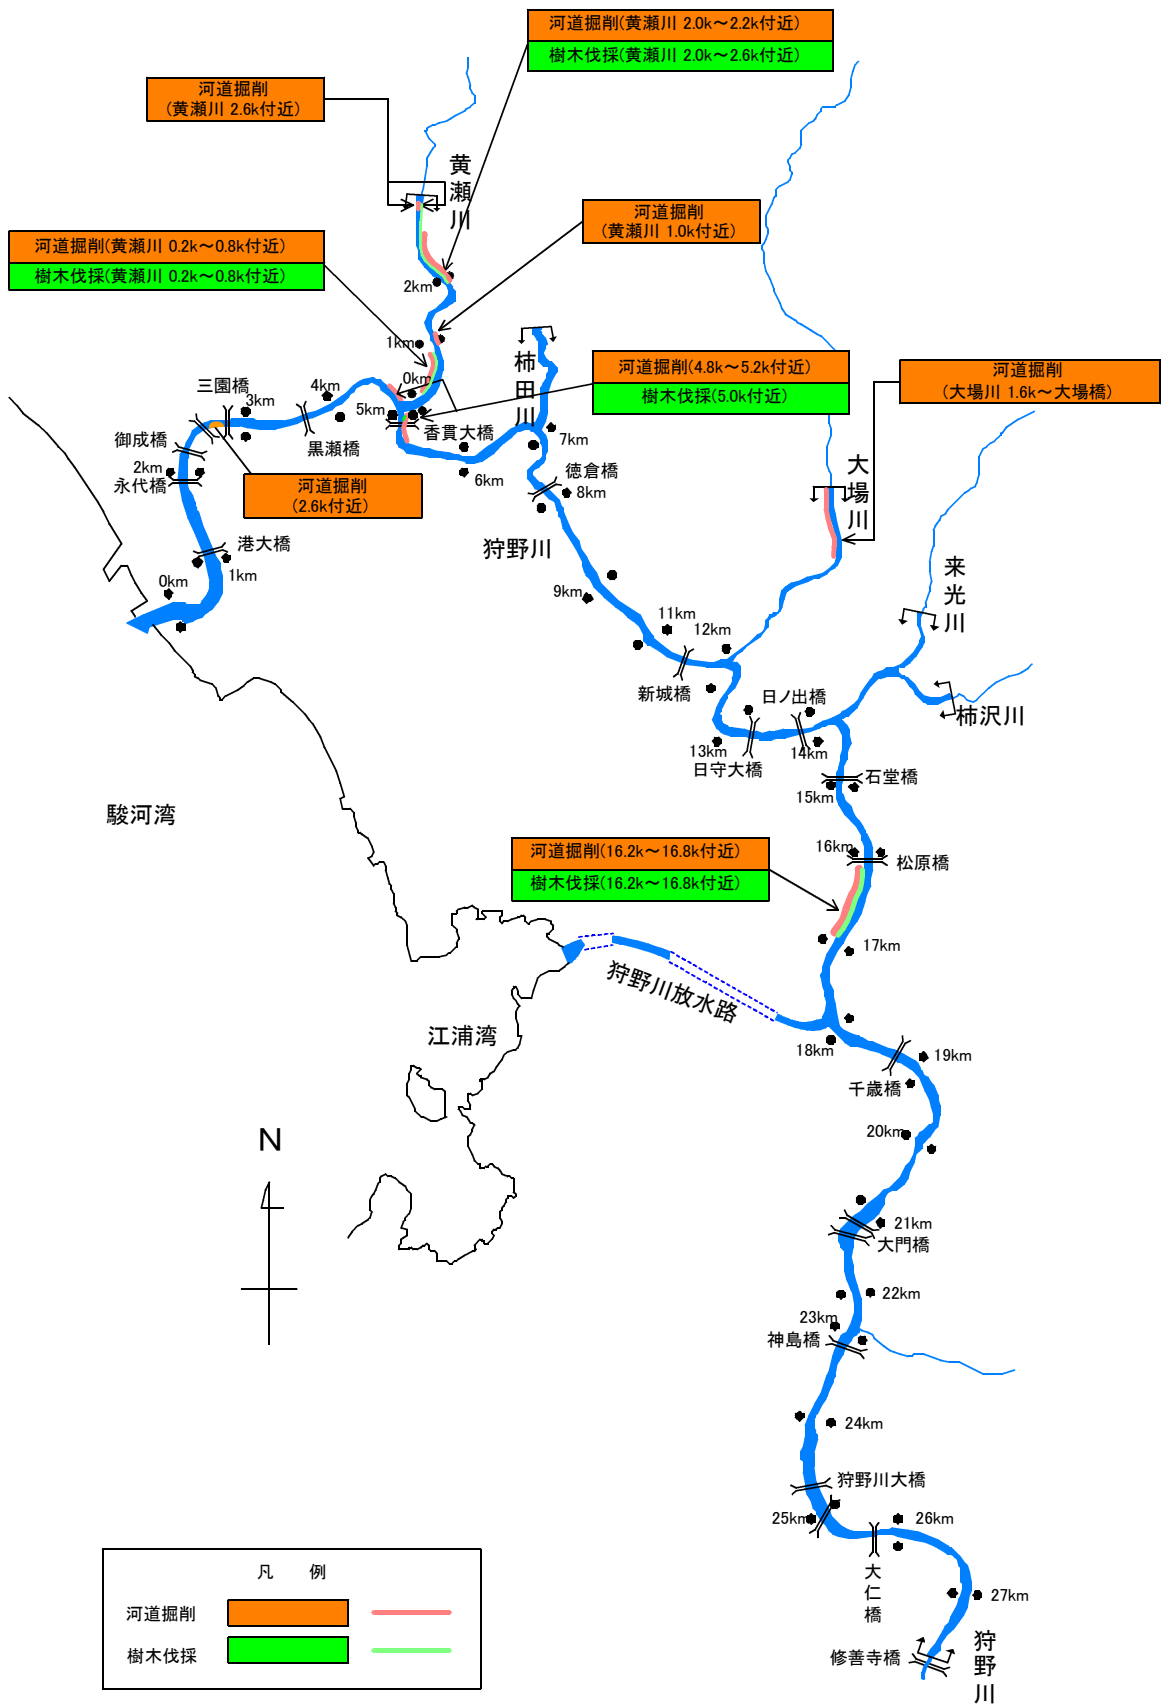 河道掘削(黄瀬川 2.0k～2.2k付近)
樹木伐採(黄瀬川 2.0k～2.6k付近)
河道掘削
(黄瀬川 2.6k付近)
黄瀬川
河道掘削
(黄瀬川 1.0k付近)
河道掘削(黄瀬川 0.2k～0.8k付近)
樹木伐採(黄瀬川 0.2k～0.8k付近)
2km
1km
0km
柿田川
河道掘削(4.8k～5.2k付近)
樹木伐採(5.0k付近)
河道掘削
(大場川 1.6k～大場橋)
三園橋
3km
4km
5km
御成橋
黒瀬橋
香貫大橋
7km
2km
永代橋
6km
徳倉橋
8km
大場川
河道掘削
(2.6k付近)
港大橋
狩野川
0km
1km
9km
来光川
11km
12km
新城橋
日ノ出橋
柿沢川
13km
14km
日守大橋
石堂橋
15km
駿河湾
16km
松原橋
河道掘削(16.2k～16.8k付近)
樹木伐採(16.2k～16.8k付近)
17km
狩野川放水路
江浦湾
18km
19km
千歳橋
N
20km
21km
大門橋
22km
23km
神島橋
24km
狩野川大橋
25km
26km
大仁橋
27km
修善寺橋
狩野川
凡 例
河道掘削
樹木伐採